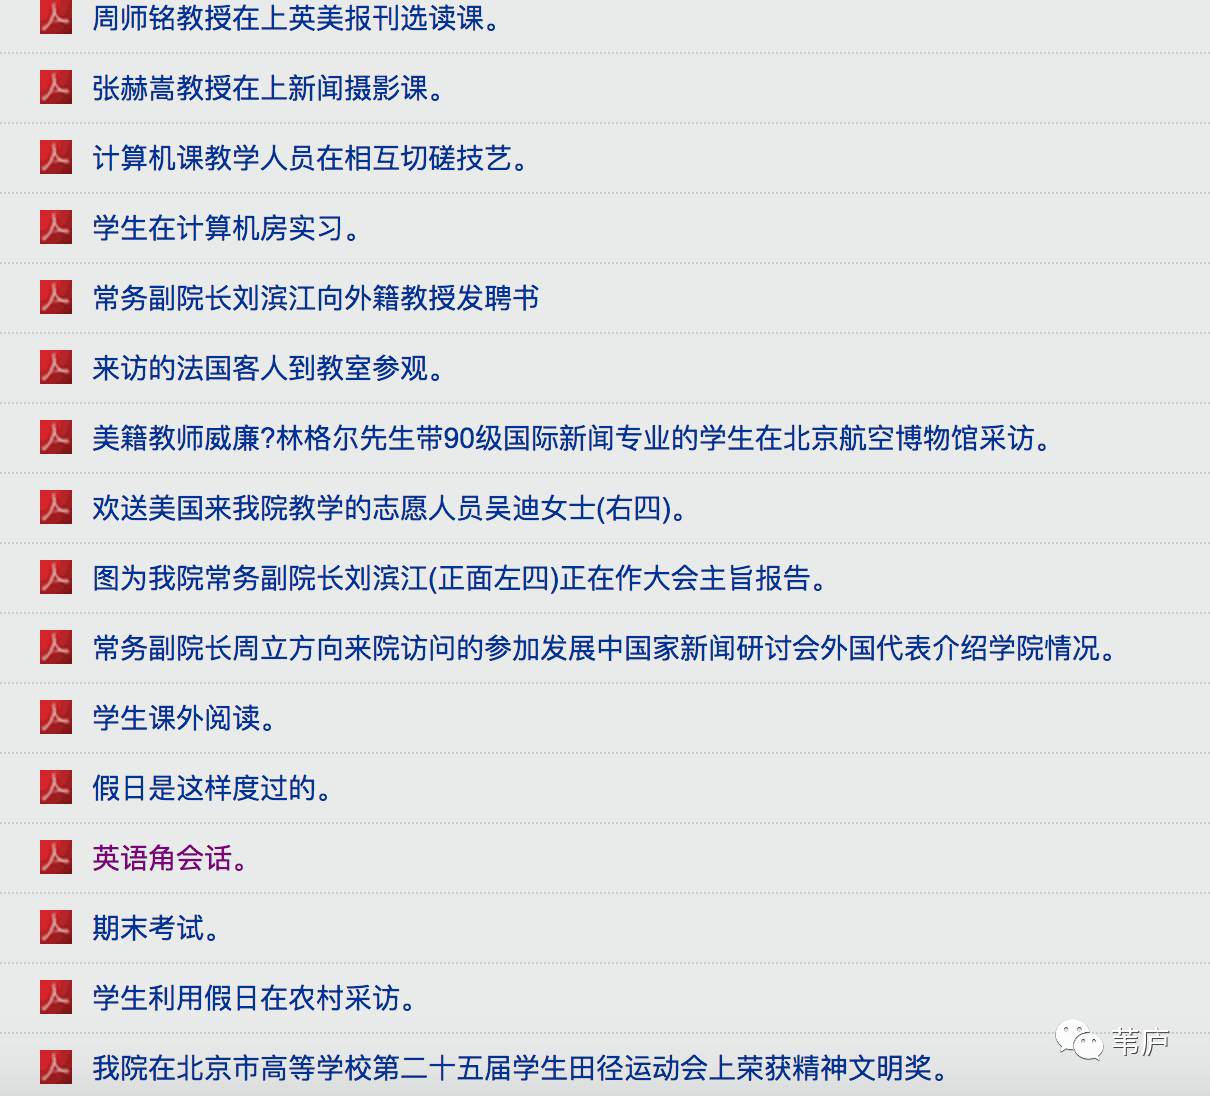 周师铭教授在上英美报刊选读课。
张赫嵩教授在上新闻摄影课。
计算机课教学人员在相互切磋技艺。
学生在计算机房实习。
常务副院长刘滨江向外籍教授发聘书
来访的法国客人到教室参观。
美籍教师威廉?林格尔先生带90级国际新闻专业的学生在北京航空博物馆采访。
欢送美国来我院教学的志愿人员吴迪女士(右四)。
图为我院常务副院长刘滨江(正面左四)正在作大会主旨报告。
常务副院长周立方向来院访问的参加发展中国家新闻研讨会外国代表介绍学院情况。
学生课外阅读。
假日是这样度过的。
英语角会话。
期末考试。
学生利用假日在农村采访。
苇庐
我院在北京市高等学校第二十五届学生田径运动会上荣获精神文明奖。